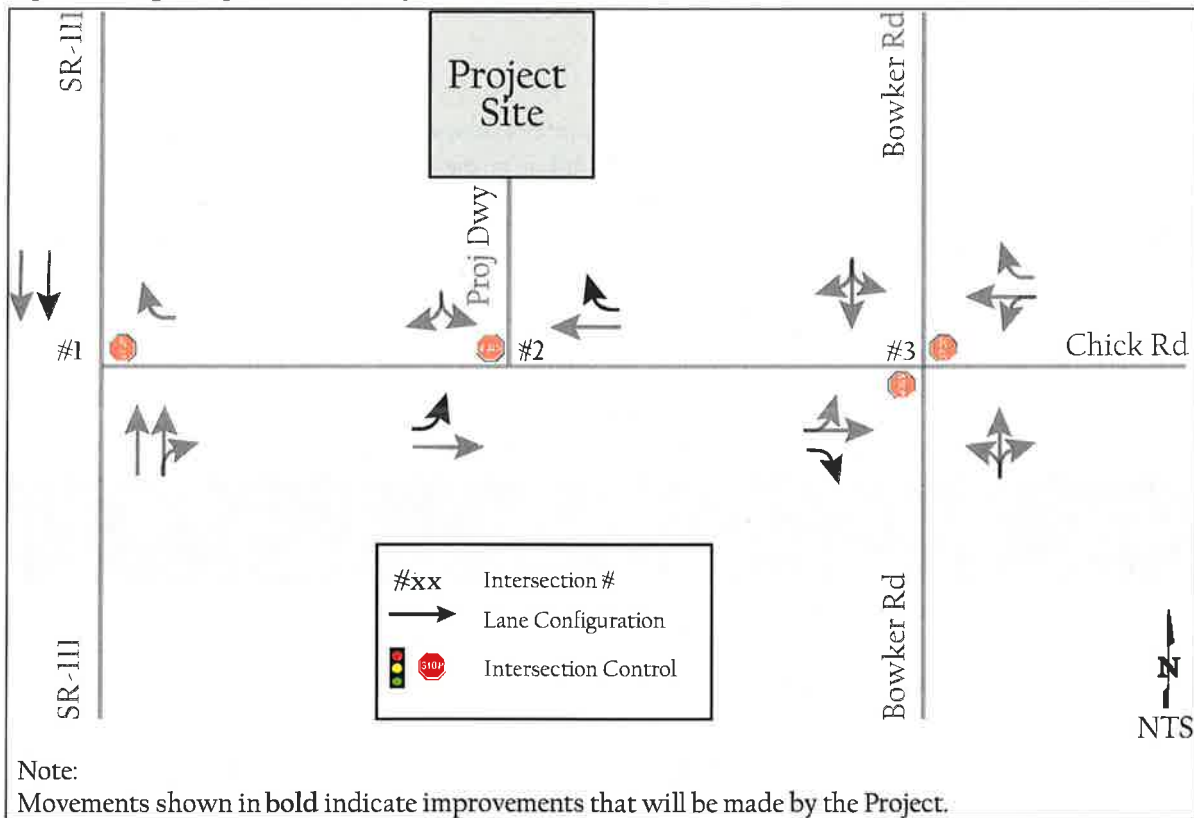 SR-111
Project
Site
Bowker Rd
Proj Dwy
#1
#2
#3
Chick Rd
SR-111
#xx Intersection #
Lane Configuration
STOP Intersection Control
Bowker Rd
N
NTS
Note:
Movements shown in bold indicate improvements that will be made by the Project.